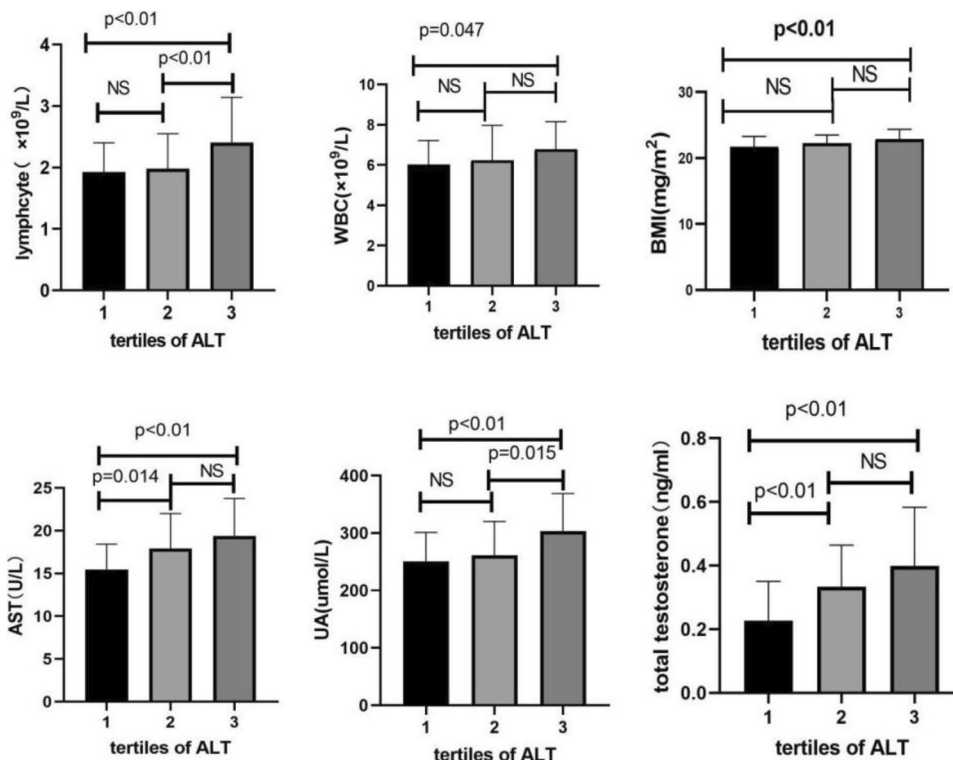 p<0.01
p<0.01
NS
lymphcyte( ×10⁹/L)
4
3
2
1
0
1 2 3
tertiles of ALT
p=0.047
NS NS
WBC(×10⁹/L)
10
8
6
4
2
0
1 2 3
tertiles of ALT
p<0.01
NS NS
BMI(mg/m²)
30
20
10
0
1 2 3
tertiles of ALT
p<0.01
p=0.014 NS
AST(U/L)
25
20
15
10
5
0
1 2 3
tertiles of ALT
p<0.01
NS p=0.015
UA(umol/L)
400
300
200
100
0
1 2 3
tertiles of ALT
p<0.01
NS
p<0.01
total testosterone(ng/ml)
0.8
0.6
0.4
0.2
0.0
1 2 3
tertiles of ALT